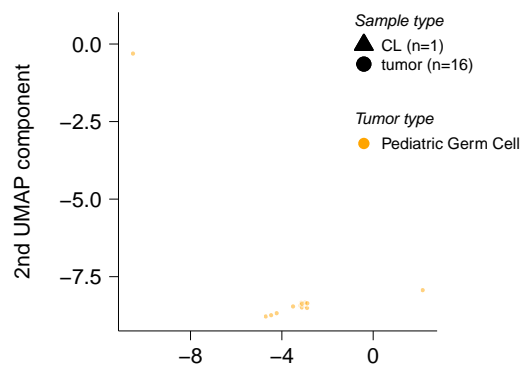 Sample type
CL (n=1)
tumor (n=16)
Tumor type
Pediatric Germ Cell
2nd UMAP component
0.0
−2.5
−5.0
−7.5
−8
−4
0